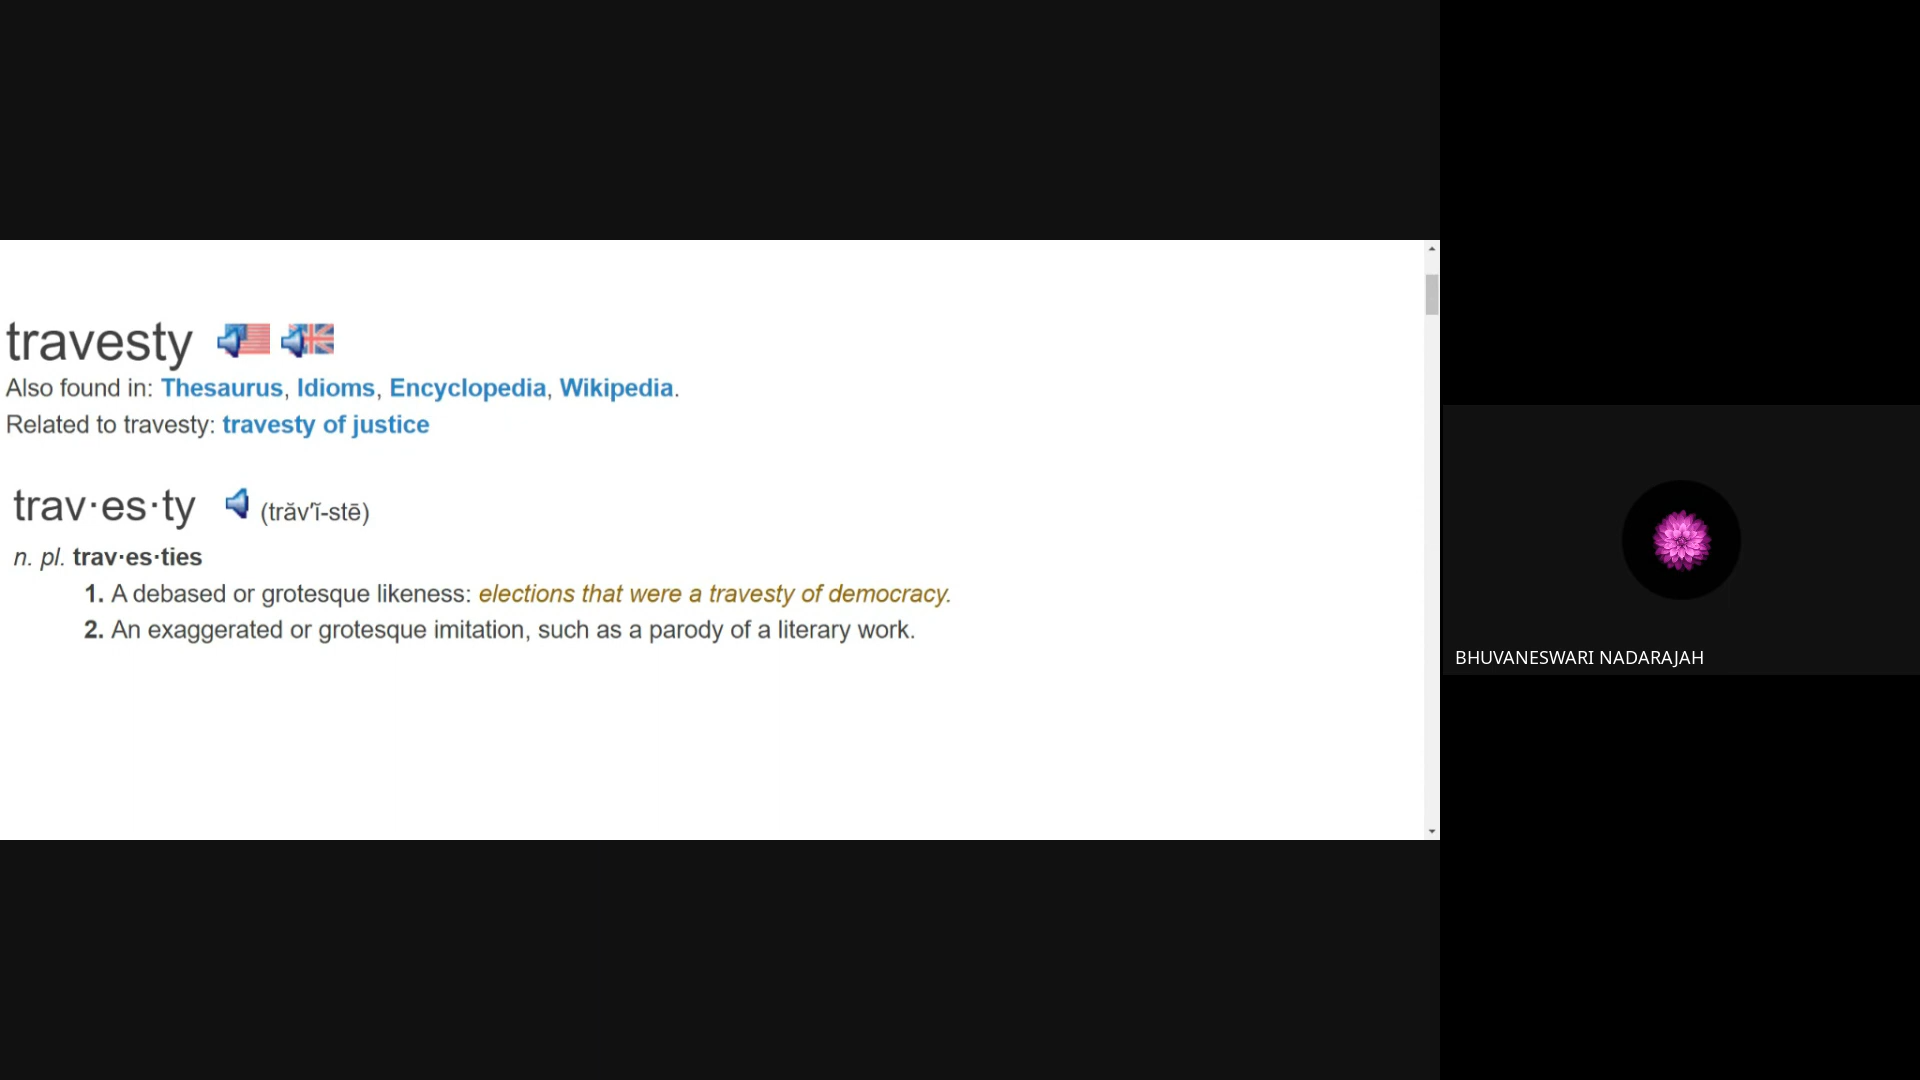 travesty
Also found in: Thesaurus, Idioms, Encyclopedia, Wikipedia.
Related to travesty: travesty of justice
trav·es·ty (trăv′ĭ-stē)
n. pl. trav·es·ties
1. A debased or grotesque likeness: elections that were a travesty of democracy.
2. An exaggerated or grotesque imitation, such as a parody of a literary work.
BHUVANESWARI NADARAJAH